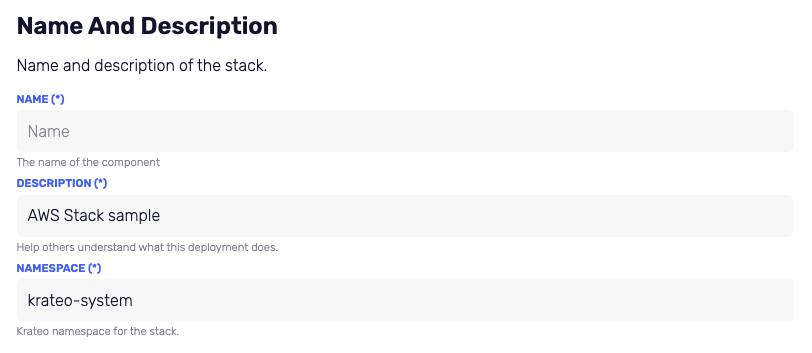 Name And Description
Name and description of the stack.
NAME (*)
Name
The name of the component
DESCRIPTION (*)
AWS Stack sample
Help others understand what this deployment does.
NAMESPACE (*)
krateo-system
Krateo namespace for the stack.